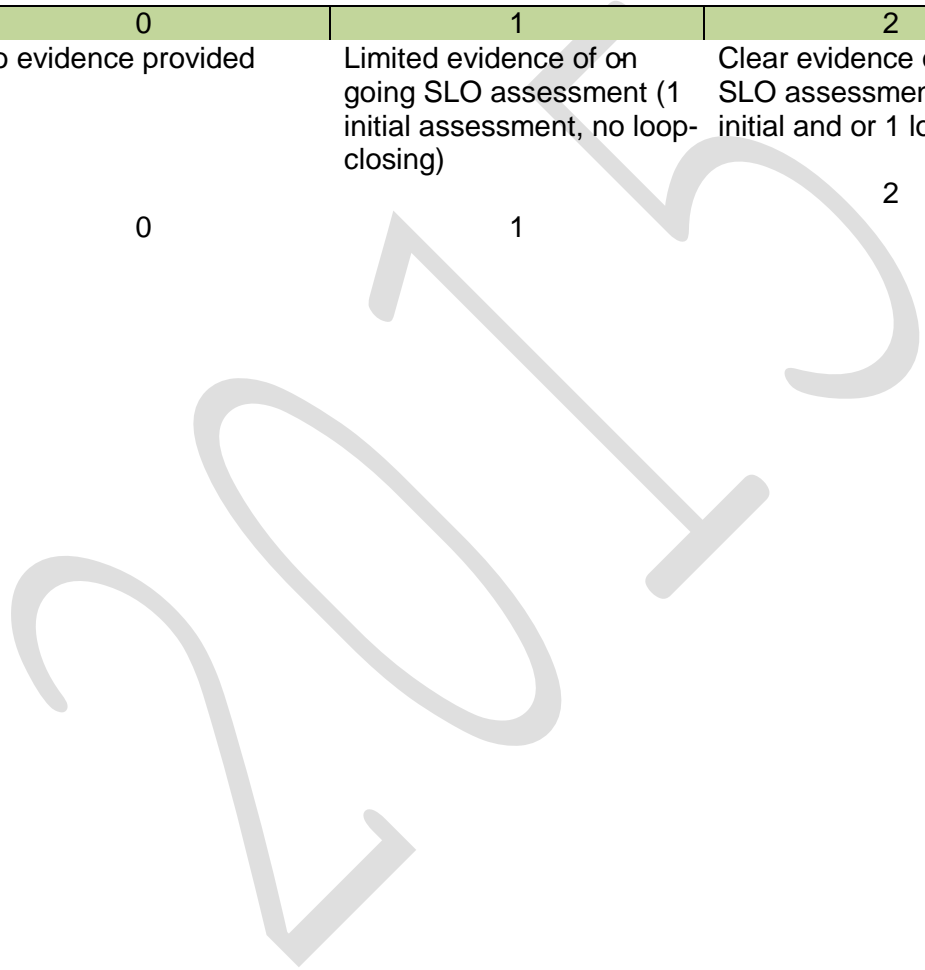 0 1 2
o evidence provided
Limited evidence of on
going SLO assessment (1
initial assessment, no loop-
closing)
Clear evidence
SLO assessmen
initial and or 1 lo
2
0 1
2015